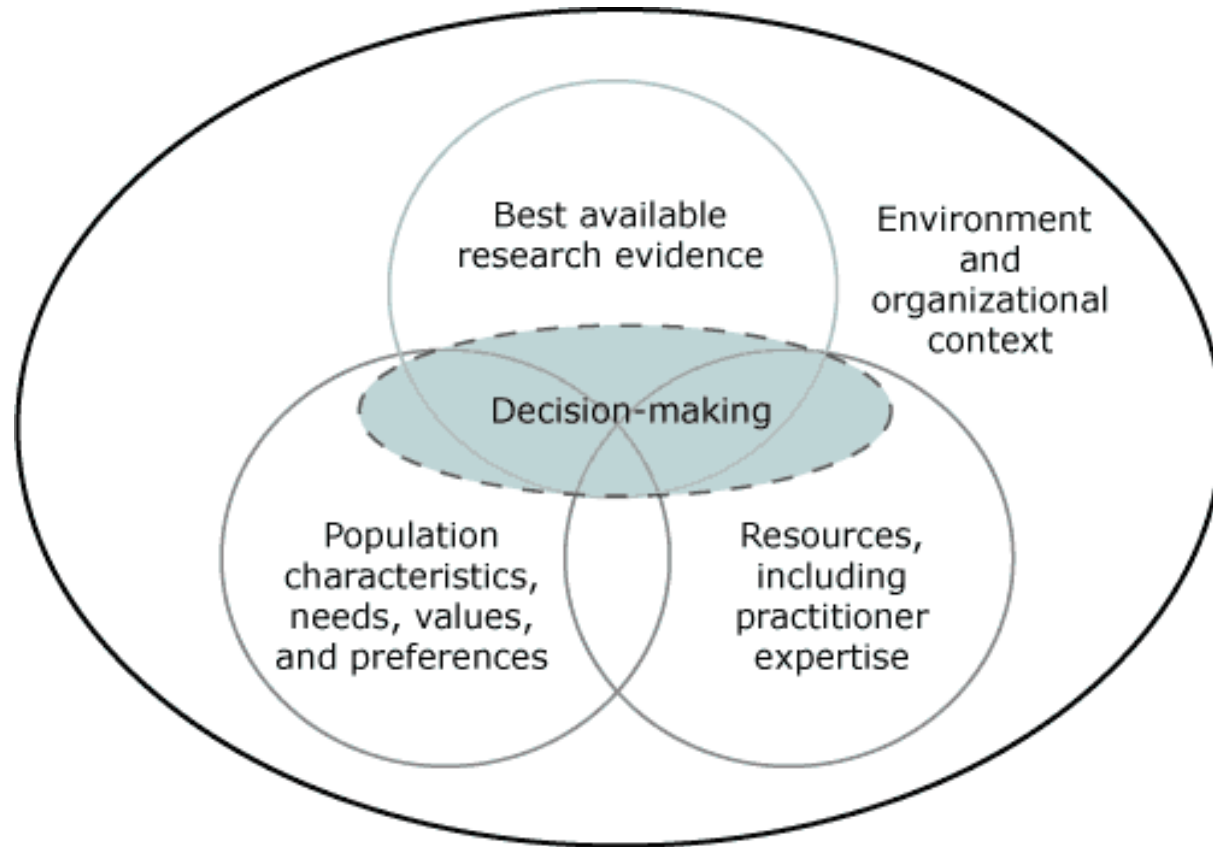 Best available
research evidence
Environment
and
organizational
context
Decision-making
Population
characteristics,
needs, values,
and preferences
Resources,
including
practitioner
expertise